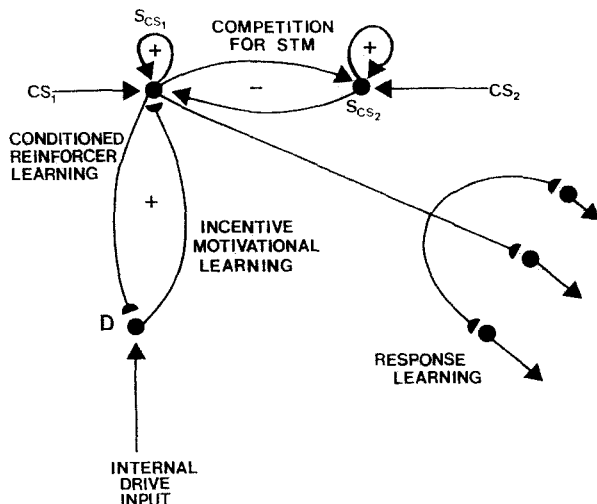 S_CS₁
COMPETITION
FOR STM
+
+
CS₁
−
CS₂
S_CS₂
CONDITIONED
REINFORCER
LEARNING
+
INCENTIVE
MOTIVATIONAL
LEARNING
D
RESPONSE
LEARNING
INTERNAL
DRIVE
INPUT